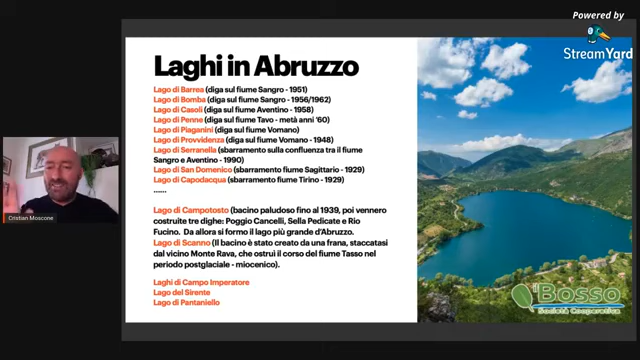 Powered by
StreamYard
Laghi in Abruzzo
Lago di Barrea (diga sul fiume Sangro - 1951)
Lago di Bomba (diga sul fiume Sangro - 1956/1962)
Lago di Casoli (diga sul fiume Aventino - 1958)
Lago di Penne (diga sul fiume Tavo - metà anni '60)
Lago di Piaganini (diga sul fiume Vomano)
Lago di Provvidenza (diga sul fiume Vomano - 1948)
Lago di Serranella (sbarramento sulla confluenza tra il fiume
Sangro e Aventino - 1990)
Lago di San Domenico (sbarramento fiume Sagittario - 1929)
Lago di Capodacqua (sbarramento fiume Tirino - 1929)
......
Lago di Campotosto (bacino paludoso fino al 1939, poi vennero
costruite tre dighe: Poggio Cancelli, Sella Pedicate e Rio
Fucino. Da allora si formo il lago più grande d'Abruzzo.
Lago di Scanno (Il bacino è stato creato da una frana, staccatasi
dal vicino Monte Rava, che ostruì il corso del fiume Tasso nel
periodo postglaciale - miocenico).
Laghi di Campo Imperatore
Lago del Sirente
Lago di Pantaniello
Cristian Moscone
il Bosso
Società Cooperativa